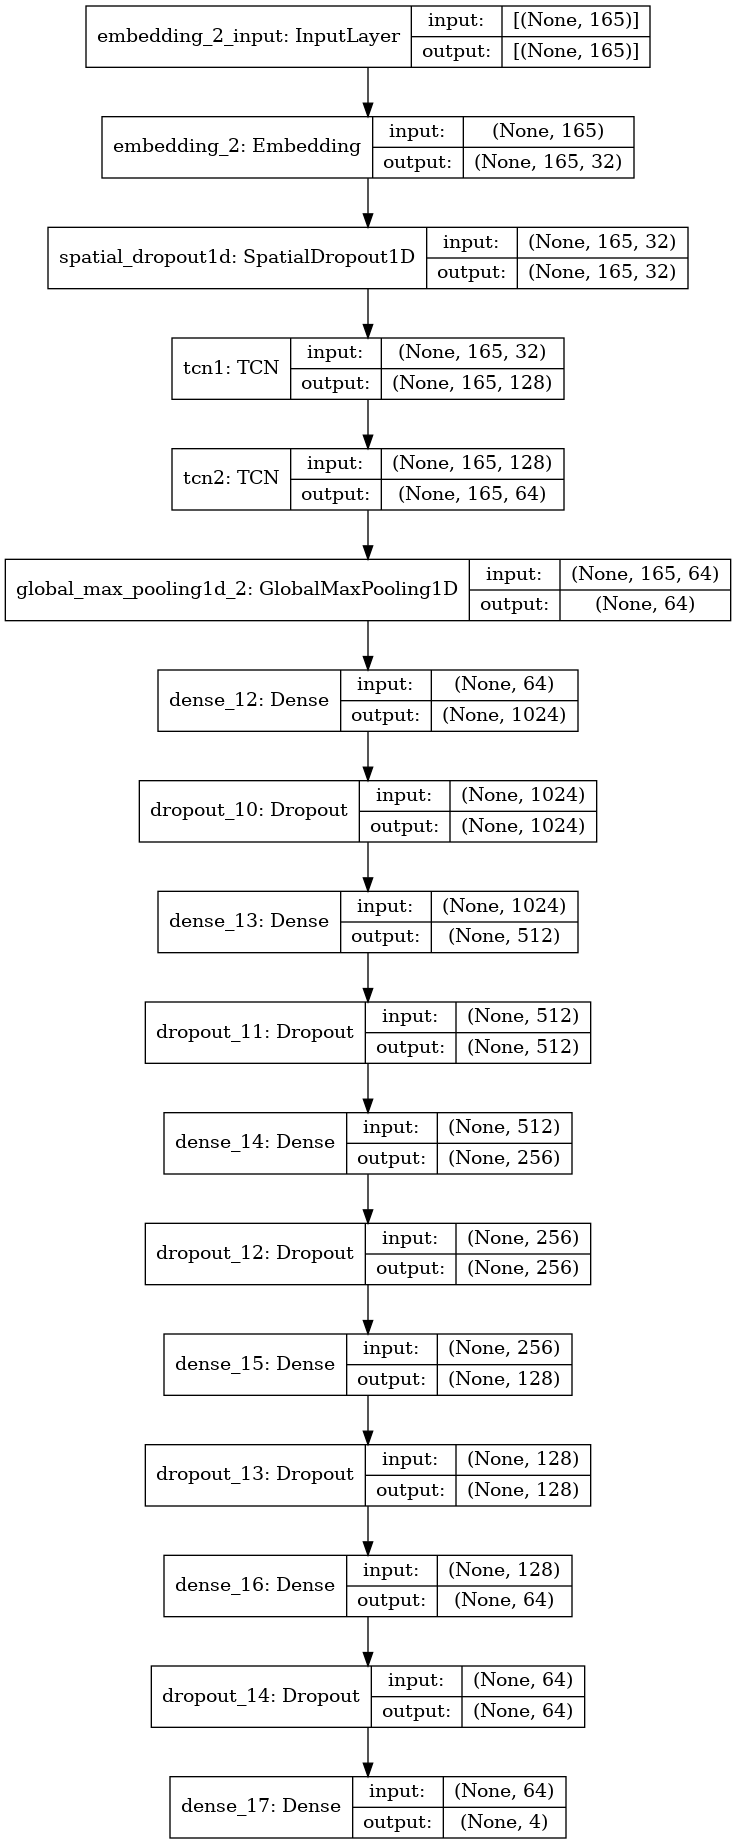 embedding_2_input: InputLayer
input: [(None, 165)]
output: [(None, 165)]
embedding_2: Embedding
input: (None, 165)
output: (None, 165, 32)
spatial_dropout1d: SpatialDropout1D
input: (None, 165, 32)
output: (None, 165, 32)
tcn1: TCN
input: (None, 165, 32)
output: (None, 165, 128)
tcn2: TCN
input: (None, 165, 128)
output: (None, 165, 64)
global_max_pooling1d_2: GlobalMaxPooling1D
input: (None, 165, 64)
output: (None, 64)
dense_12: Dense
input: (None, 64)
output: (None, 1024)
dropout_10: Dropout
input: (None, 1024)
output: (None, 1024)
dense_13: Dense
input: (None, 1024)
output: (None, 512)
dropout_11: Dropout
input: (None, 512)
output: (None, 512)
dense_14: Dense
input: (None, 512)
output: (None, 256)
dropout_12: Dropout
input: (None, 256)
output: (None, 256)
dense_15: Dense
input: (None, 256)
output: (None, 128)
dropout_13: Dropout
input: (None, 128)
output: (None, 128)
dense_16: Dense
input: (None, 128)
output: (None, 64)
dropout_14: Dropout
input: (None, 64)
output: (None, 64)
dense_17: Dense
input: (None, 64)
output: (None, 4)